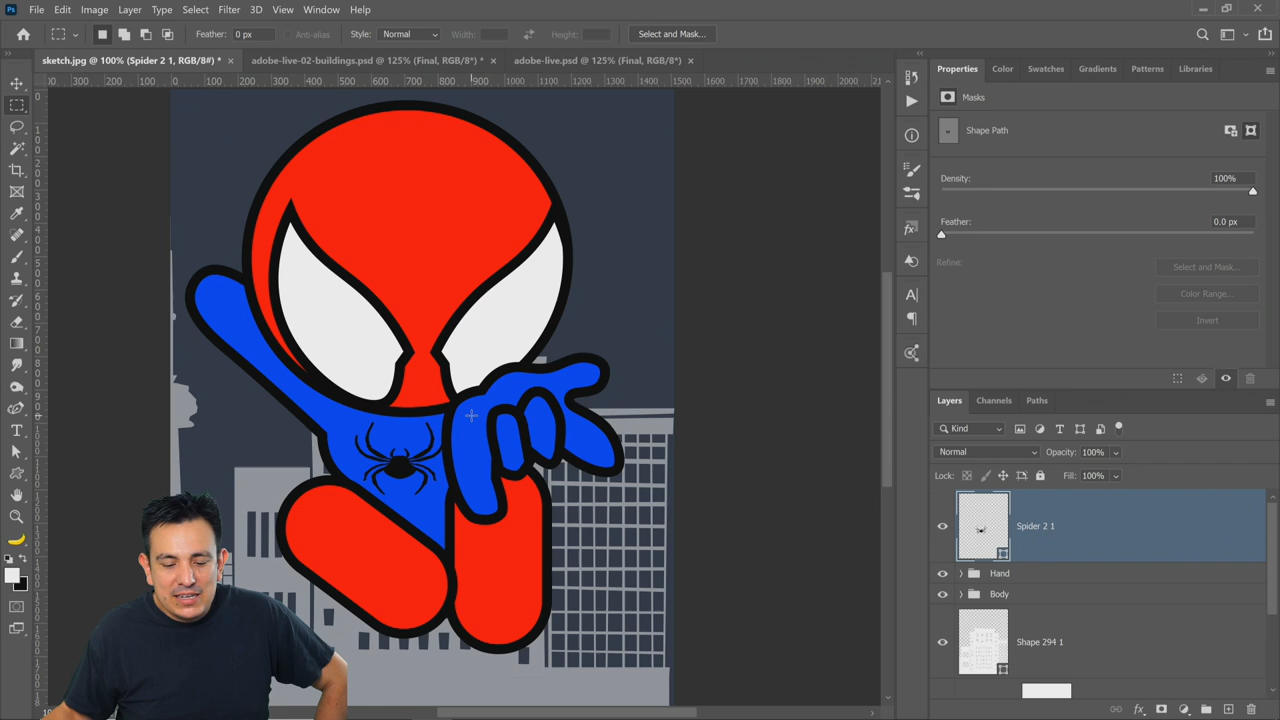 Ps File Edit Image Layer Type Select Filter 3D View Window Help
Feather: 0 px Anti-alias Style: Normal Width: Height: Select and Mask...
sketch.jpg @ 100% (Spider 2 1, RGB/8#) * × adobe-live-02-buildings.psd @ 125% (Final, RGB/8*) * × adobe-live.psd @ 125% (Final, RGB/8*) ×
Properties Color Swatches Gradients Patterns Libraries
Masks
Shape Path
Density: 100%
Feather: 0.0 px
Refine: Select and Mask...
Color Range...
Invert
Layers Channels Paths
Kind
Normal Opacity: 100%
Lock: Fill: 100%
Spider 2 1
Hand
Body
Shape 294 1